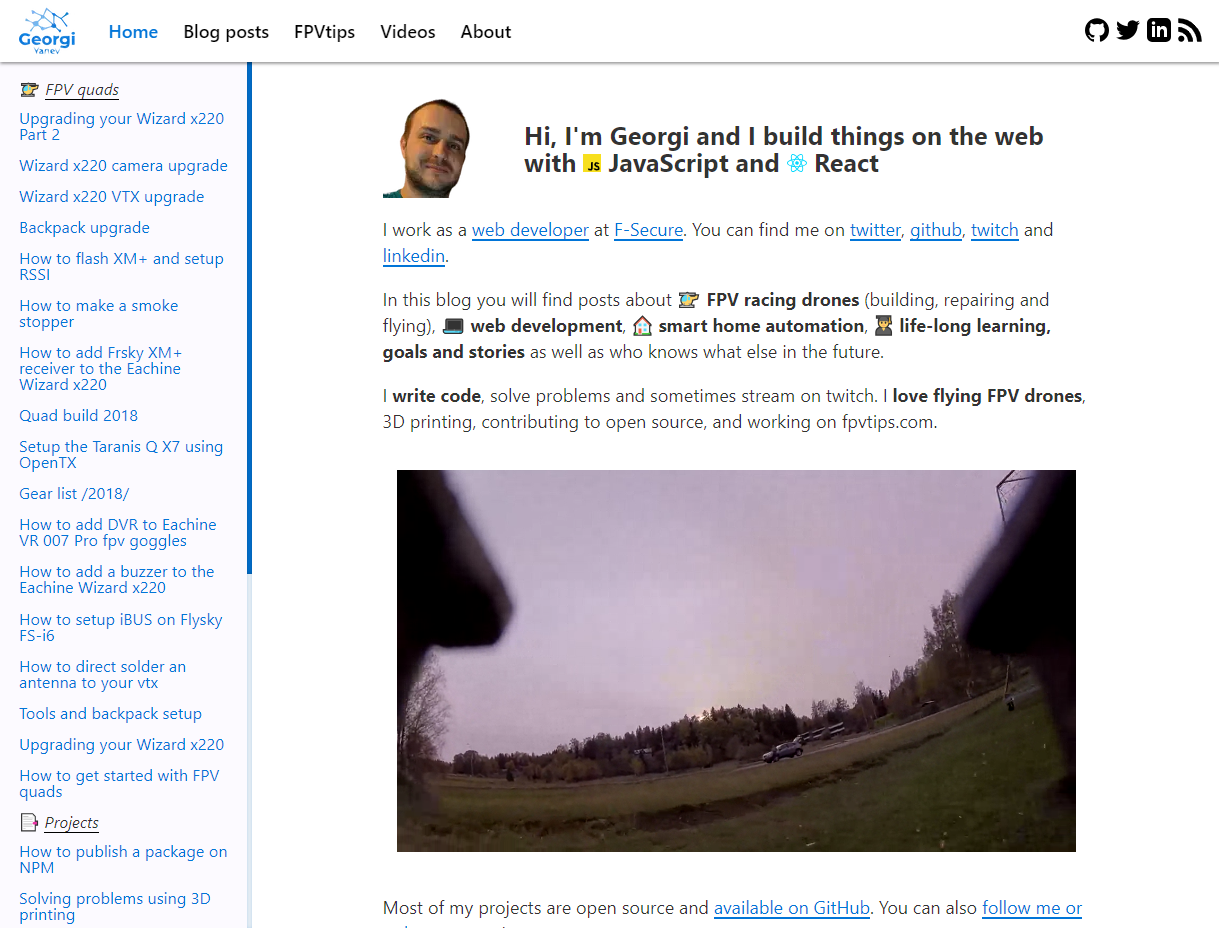 Georgi
Yanev
Home
Blog posts
FPVtips
Videos
About
in
FPV quads
Upgrading your Wizard x220
Part 2
Wizard x220 camera upgrade
Wizard x220 VTX upgrade
Backpack upgrade
How to flash XM+ and setup
RSSI
How to make a smoke
stopper
How to add Frsky XM+
receiver to the Eachine
Wizard x220
Quad build 2018
Setup the Taranis Q X7 using
OpenTX
Gear list /2018/
How to add DVR to Eachine
VR 007 Pro fpv goggles
How to add a buzzer to the
Eachine Wizard x220
How to setup iBUS on Flysky
FS-i6
How to direct solder an
antenna to your vtx
Tools and backpack setup
Upgrading your Wizard x220
How to get started with FPV
quads
Projects
How to publish a package on
NPM
Solving problems using 3D
printing
Hi, I'm Georgi and I build things on the web
with JS JavaScript and React
I work as a web developer at F-Secure. You can find me on twitter, github, twitch and
linkedin.
In this blog you will find posts about FPV racing drones (building, repairing and
flying), web development, smart home automation, life-long learning,
goals and stories as well as who knows what else in the future.
I write code, solve problems and sometimes stream on twitch. I love flying FPV drones,
3D printing, contributing to open source, and working on fpvtips.com.
Most of my projects are open source and available on GitHub. You can also follow me or